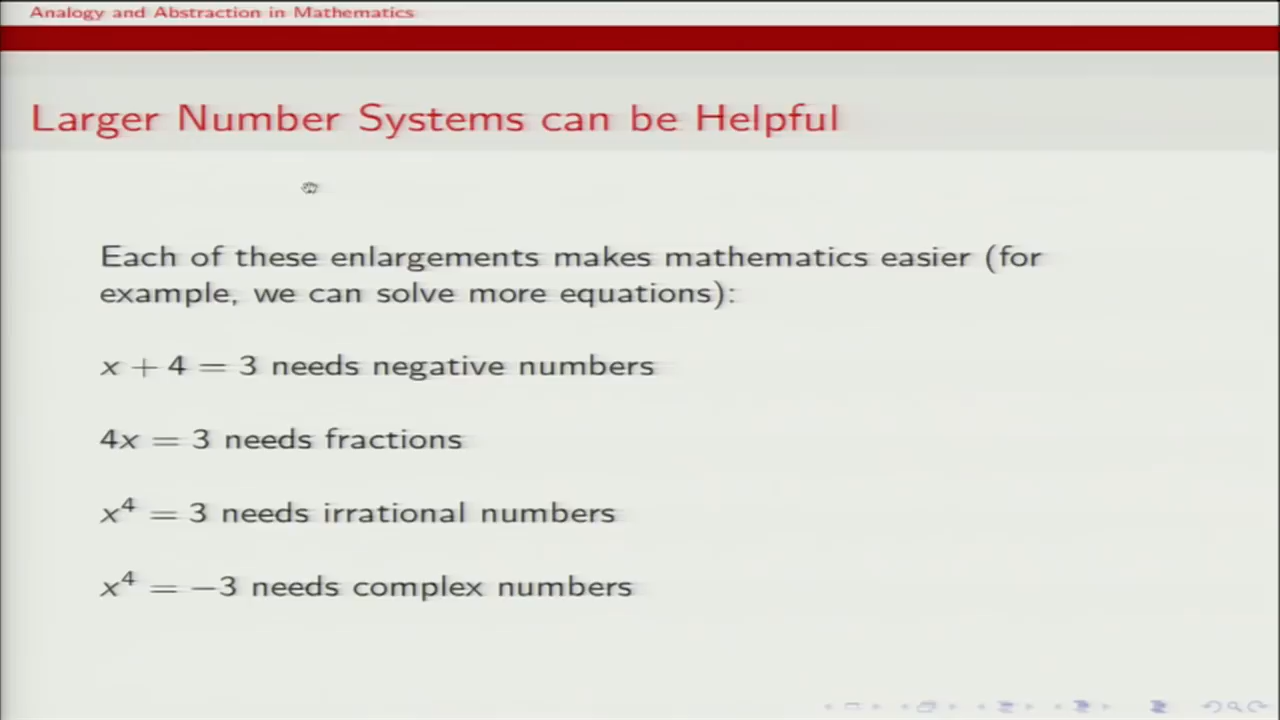 Analogy and Abstraction in Mathematics
Larger Number Systems can be Helpful
Each of these enlargements makes mathematics easier (for
example, we can solve more equations):
x + 4 = 3 needs negative numbers
4x = 3 needs fractions
x⁴ = 3 needs irrational numbers
x⁴ = −3 needs complex numbers